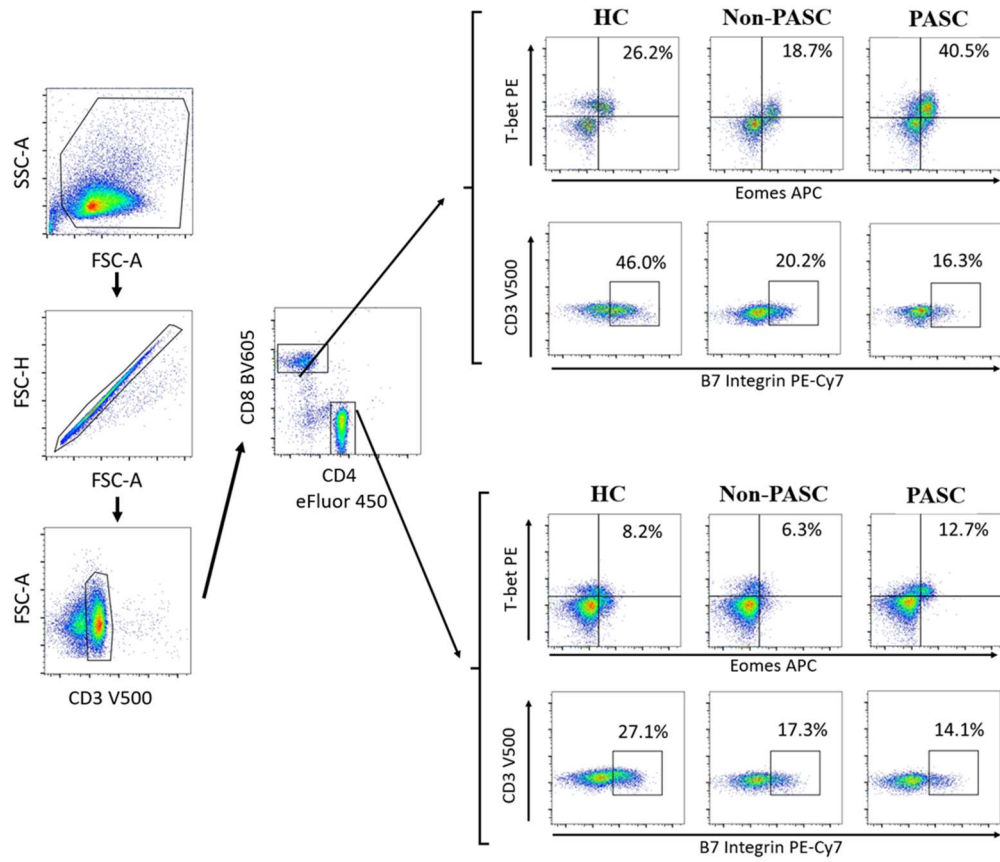 SSC-A
FSC-A
FSC-H
FSC-A
FSC-A
CD3 V500
CD8 BV605
CD4
eFluor 450
HC Non-PASC PASC
T-bet PE
26.2% 18.7% 40.5%
Eomes APC
CD3 V500
46.0% 20.2% 16.3%
B7 Integrin PE-Cy7
HC Non-PASC PASC
T-bet PE
8.2% 6.3% 12.7%
Eomes APC
CD3 V500
27.1% 17.3% 14.1%
B7 Integrin PE-Cy7